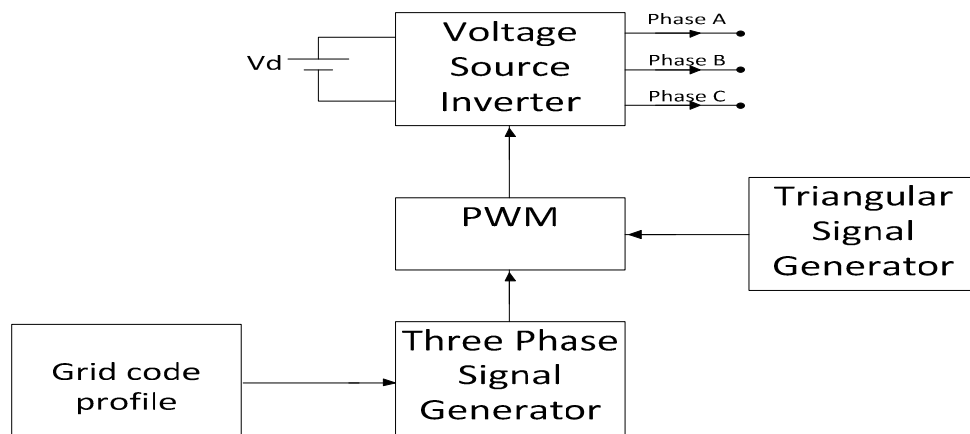 Phase A
Voltage
Source
Inverter
Vd
Phase B
Phase C
PWM
Triangular
Signal
Generator
Three Phase
Signal
Generator
Grid code
profile